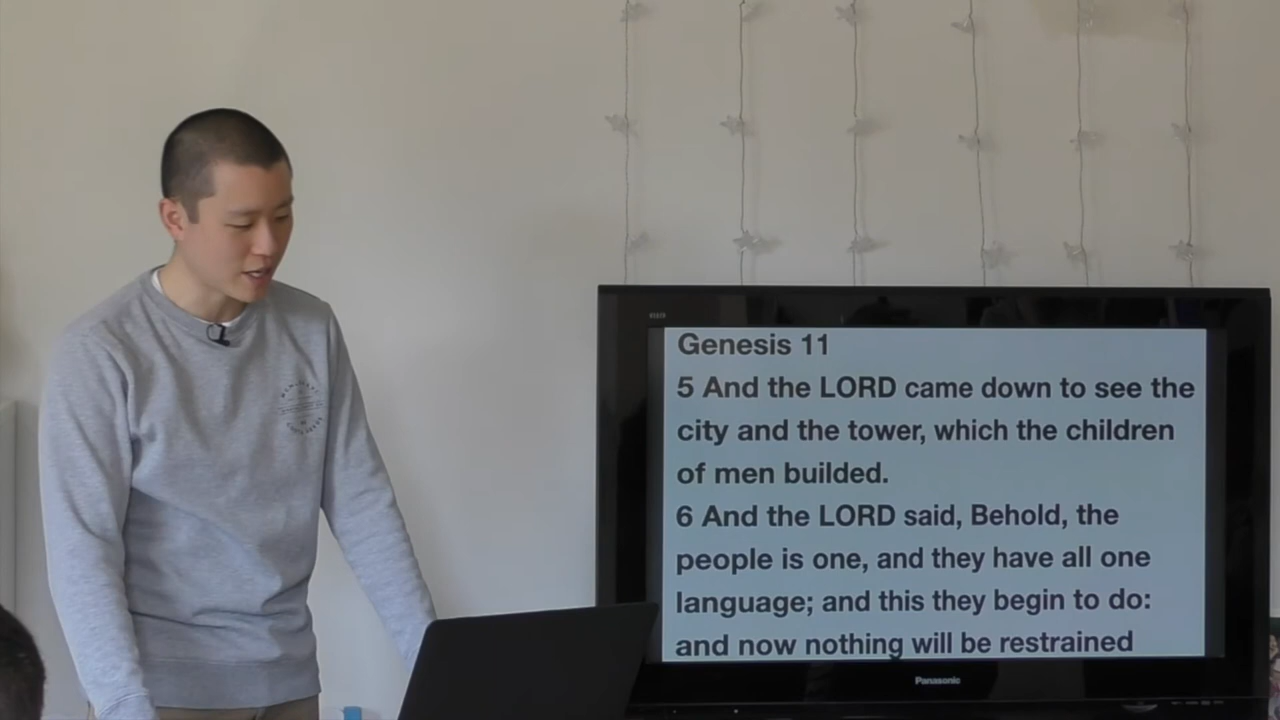 Genesis 11
5 And the LORD came down to see the
city and the tower, which the children
of men builded.
6 And the LORD said, Behold, the
people is one, and they have all one
language; and this they begin to do:
and now nothing will be restrained
Panasonic